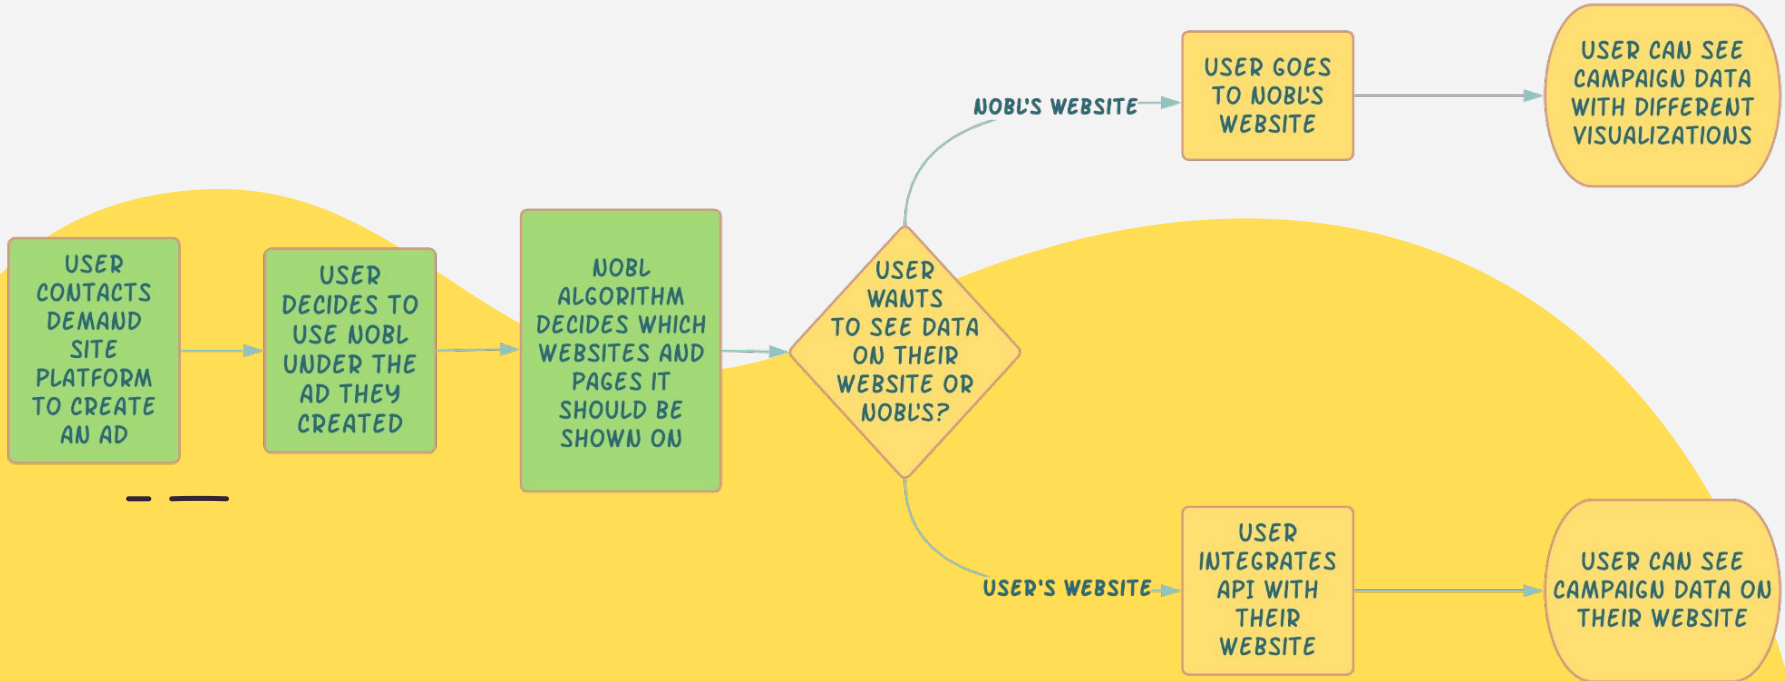 USER
CONTACTS
DEMAND
SITE
PLATFORM
TO CREATE
AN AD
USER
DECIDES TO
USE NOBL
UNDER THE
AD THEY
CREATED
NOBL
ALGORITHM
DECIDES WHICH
WEBSITES AND
PAGES IT
SHOULD BE
SHOWN ON
USER
WANTS
TO SEE DATA
ON THEIR
WEBSITE OR
NOBL'S?
NOBL'S WEBSITE
USER GOES
TO NOBL'S
WEBSITE
USER CAN SEE
CAMPAIGN DATA
WITH DIFFERENT
VISUALIZATIONS
USER'S WEBSITE
USER
INTEGRATES
API WITH
THEIR
WEBSITE
USER CAN SEE
CAMPAIGN DATA ON
THEIR WEBSITE